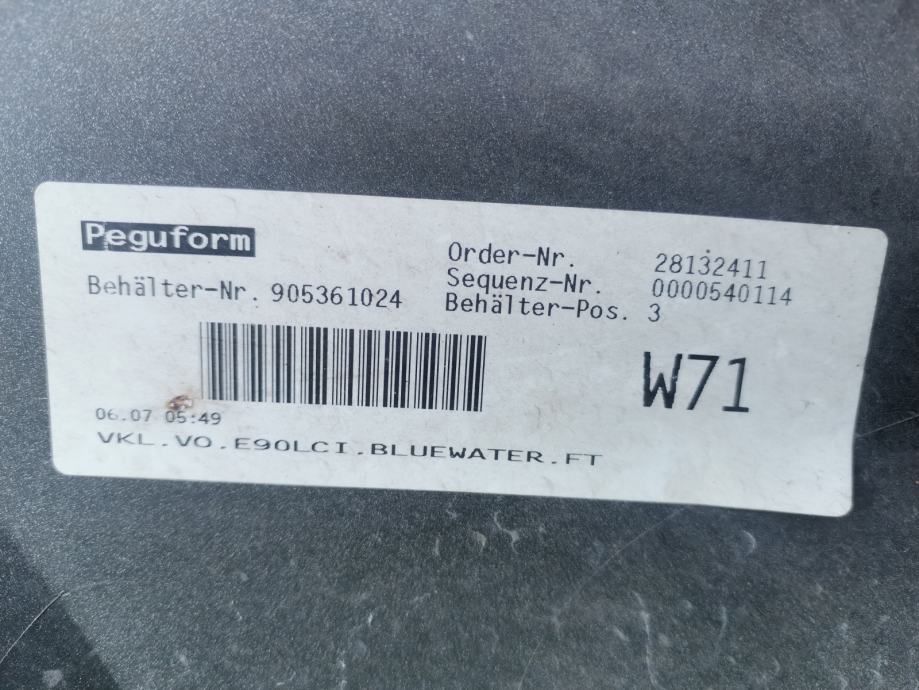 Peguform
Behälter-Nr. 905361024
Order-Nr. 28132411
Sequenz-Nr. 0000540114
Behälter-Pos. 3
W71
06.07 05:49
VKL.VO.E90LCI.BLUEWATER.FT